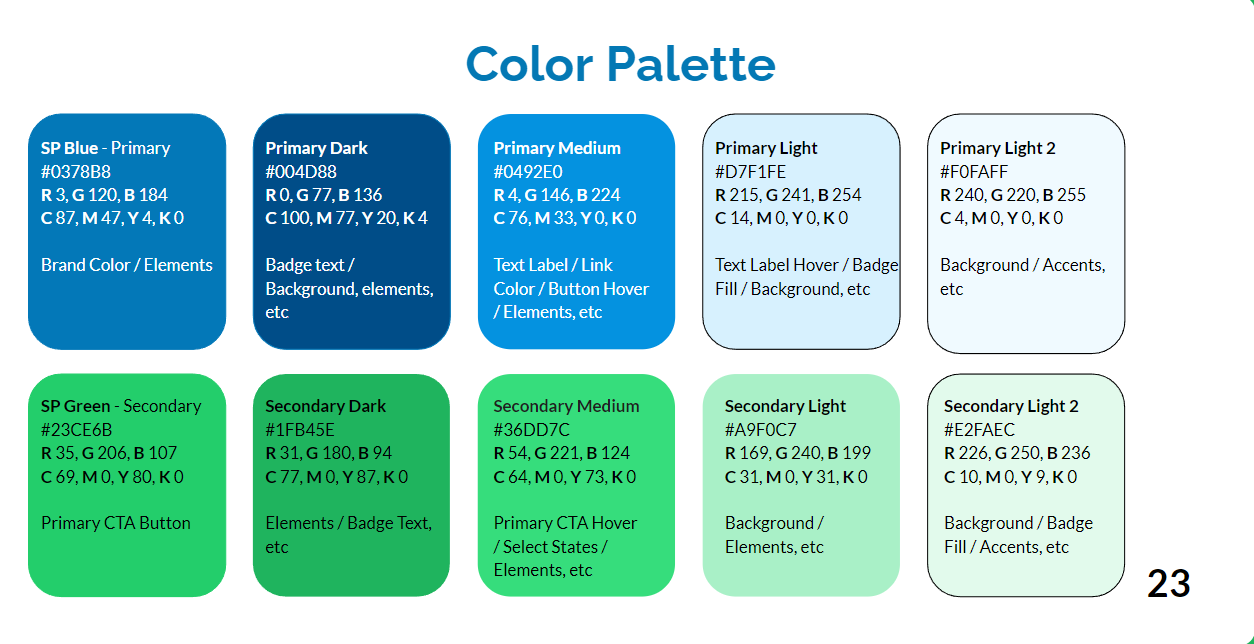 Color Palette
SP Blue - Primary
#0378B8
R 3, G 120, B 184
C 87, M 47, Y 4, K 0
Brand Color / Elements
Primary Dark
#004D88
R 0, G 77, B 136
C 100, M 77, Y 20, K 4
Badge text /
Background, elements,
etc
Primary Medium
#0492E0
R 4, G 146, B 224
C 76, M 33, Y 0, K 0
Text Label / Link
Color / Button Hover
/ Elements, etc
Primary Light
#D7F1FE
R 215, G 241, B 254
C 14, M 0, Y 0, K 0
Text Label Hover / Badge
Fill / Background, etc
Primary Light 2
#F0FAFF
R 240, G 220, B 255
C 4, M 0, Y 0, K 0
Background / Accents,
etc
SP Green - Secondary
#23CE6B
R 35, G 206, B 107
C 69, M 0, Y 80, K 0
Primary CTA Button
Secondary Dark
#1FB45E
R 31, G 180, B 94
C 77, M 0, Y 87, K 0
Elements / Badge Text,
etc
Secondary Medium
#36DD7C
R 54, G 221, B 124
C 64, M 0, Y 73, K 0
Primary CTA Hover
/ Select States /
Elements, etc
Secondary Light
#A9F0C7
R 169, G 240, B 199
C 31, M 0, Y 31, K 0
Background /
Elements, etc
Secondary Light 2
#E2FAEC
R 226, G 250, B 236
C 10, M 0, Y 9, K 0
Background / Badge
Fill / Accents, etc
23